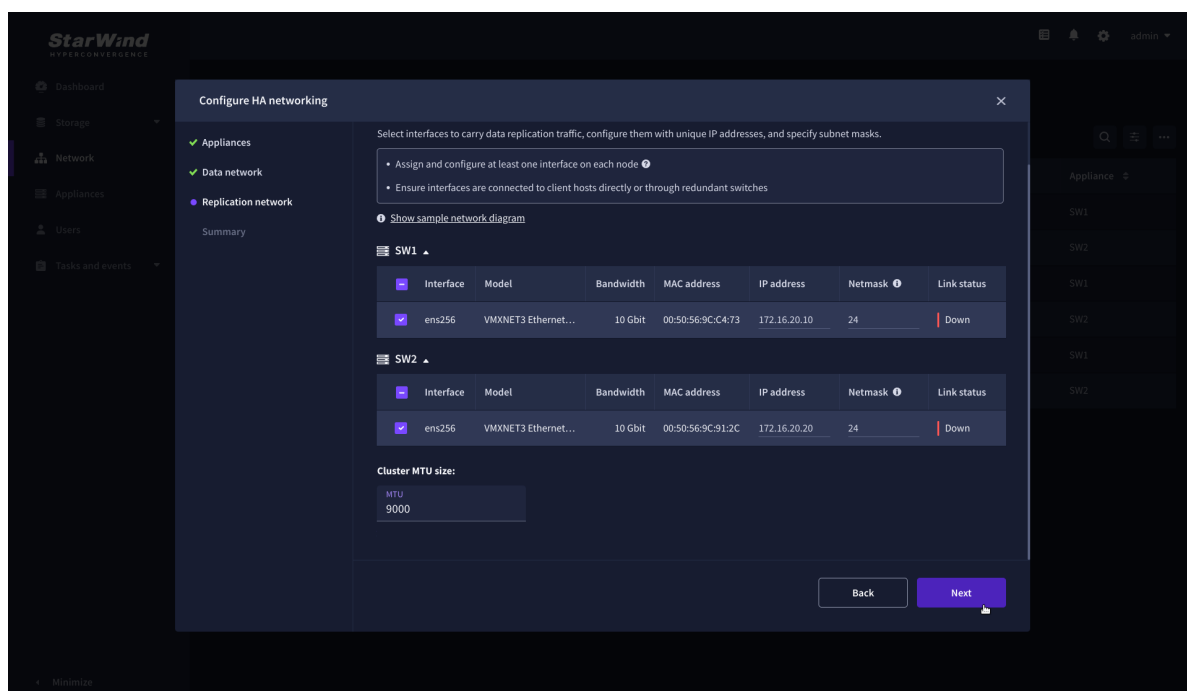 StarWind
HYPERCONVERGENCE
admin
Dashboard
Storage
Network
Appliances
Users
Tasks and events
Minimize
Configure HA networking
Appliances
Data network
Replication network
Summary
Select interfaces to carry data replication traffic, configure them with unique IP addresses, and specify subnet masks.
• Assign and configure at least one interface on each node
• Ensure interfaces are connected to client hosts directly or through redundant switches
Show sample network diagram
SW1
Interface Model Bandwidth MAC address IP address Netmask Link status
ens256 VMXNET3 Ethernet... 10 Gbit 00:50:56:9C:C4:73 172.16.20.10 24 Down
SW2
Interface Model Bandwidth MAC address IP address Netmask Link status
ens256 VMXNET3 Ethernet... 10 Gbit 00:50:56:9C:91:2C 172.16.20.20 24 Down
Cluster MTU size:
MTU
9000
Back Next
Appliance
SW1
SW2
SW1
SW2
SW1
SW2